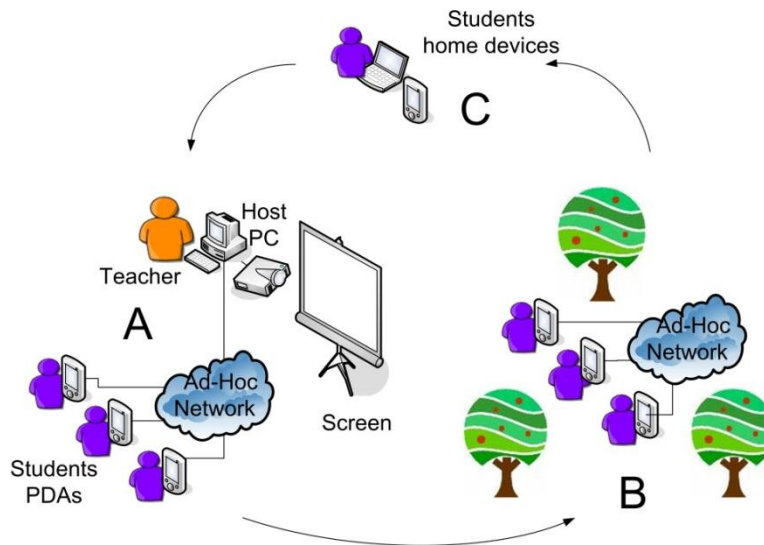 Students
home devices
C
Host
PC
Teacher
A
Ad-Hoc
Network
Screen
Students
PDAs
Ad-Hoc
Network
B